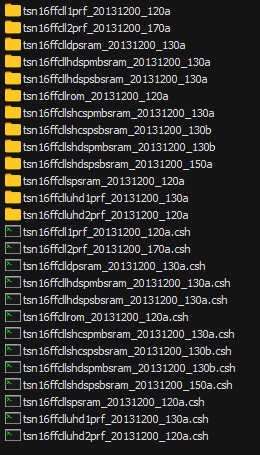 tsn16ffcll1prf_20131200_120a
tsn16ffcll2prf_20131200_170a
tsn16ffclldpsram_20131200_130a
tsn16ffcllhdspmbsram_20131200_130a
tsn16ffcllhdspsbsram_20131200_130a
tsn16ffcllrom_20131200_120a
tsn16ffcllshcspmbsram_20131200_130a
tsn16ffcllshcspsbsram_20131200_130b
tsn16ffcllshdspmbsram_20131200_130b
tsn16ffcllshdspsbsram_20131200_150a
tsn16ffcllspsram_20131200_120a
tsn16ffclluhd1prf_20131200_130a
tsn16ffclluhd2prf_20131200_120a
tsn16ffcll1prf_20131200_120a.csh
tsn16ffcll2prf_20131200_170a.csh
tsn16ffclldpsram_20131200_130a.csh
tsn16ffcllhdspmbsram_20131200_130a.csh
tsn16ffcllhdspsbsram_20131200_130a.csh
tsn16ffcllrom_20131200_120a.csh
tsn16ffcllshcspmbsram_20131200_130a.csh
tsn16ffcllshcspsbsram_20131200_130b.csh
tsn16ffcllshdspmbsram_20131200_130b.csh
tsn16ffcllshdspsbsram_20131200_150a.csh
tsn16ffcllspsram_20131200_120a.csh
tsn16ffclluhd1prf_20131200_130a.csh
tsn16ffclluhd2prf_20131200_120a.csh